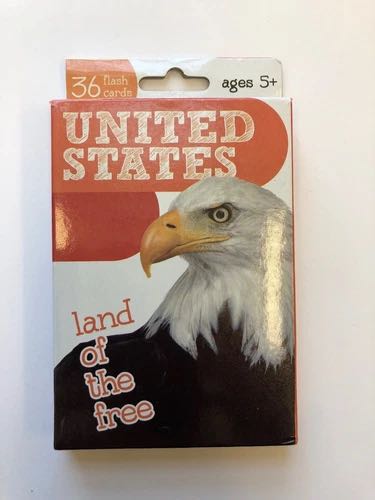 36 flash cards
ages 5+
UNITED
STATES
land
of
the
free